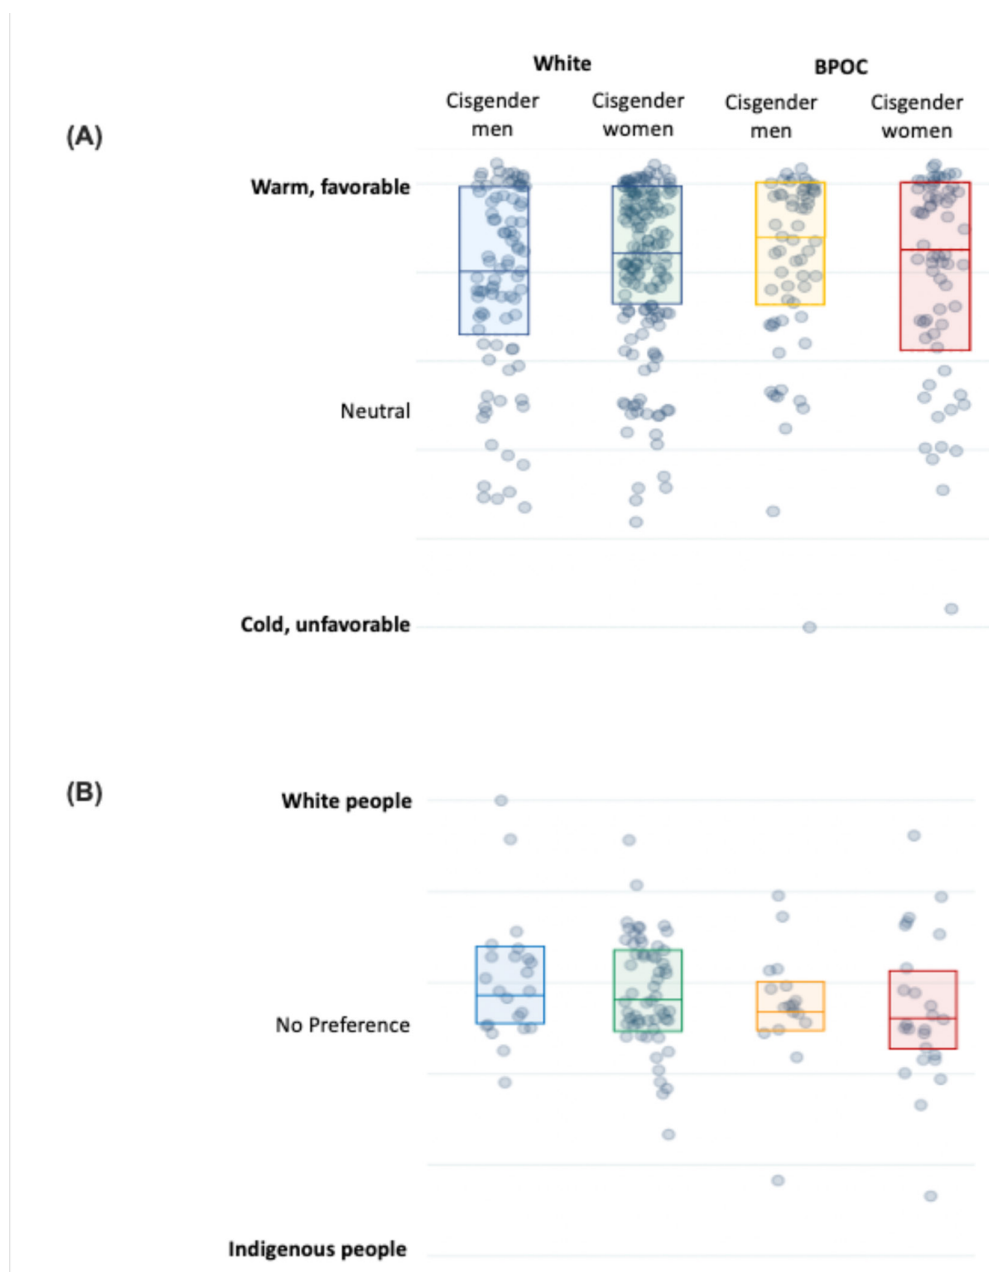 White
BPOC
Cisgender men
Cisgender women
Cisgender men
Cisgender women
(A)
Warm, favorable
Neutral
Cold, unfavorable
(B)
White people
No Preference
Indigenous people